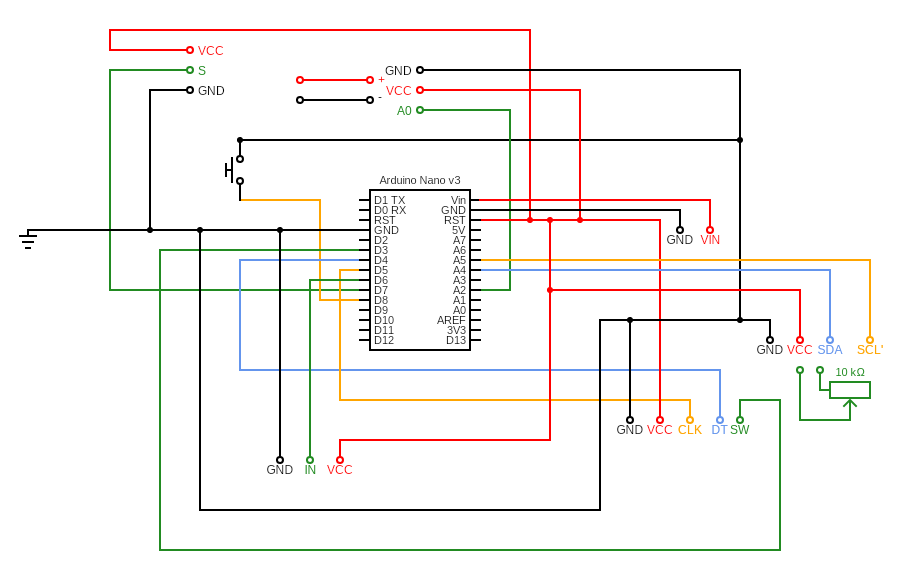 VCC
S
GND
+
-
GND
VCC
A0
Arduino Nano v3
D1 TX
D0 RX
RST
GND
D2
D3
D4
D5
D6
D7
D8
D9
D10
D11
D12
Vin
GND
RST
5V
A7
A6
A5
A4
A3
A2
A1
A0
AREF
3V3
D13
GND VIN
GND VCC SDA SCL'
10 kΩ
GND VCC CLK DT SW
GND IN VCC